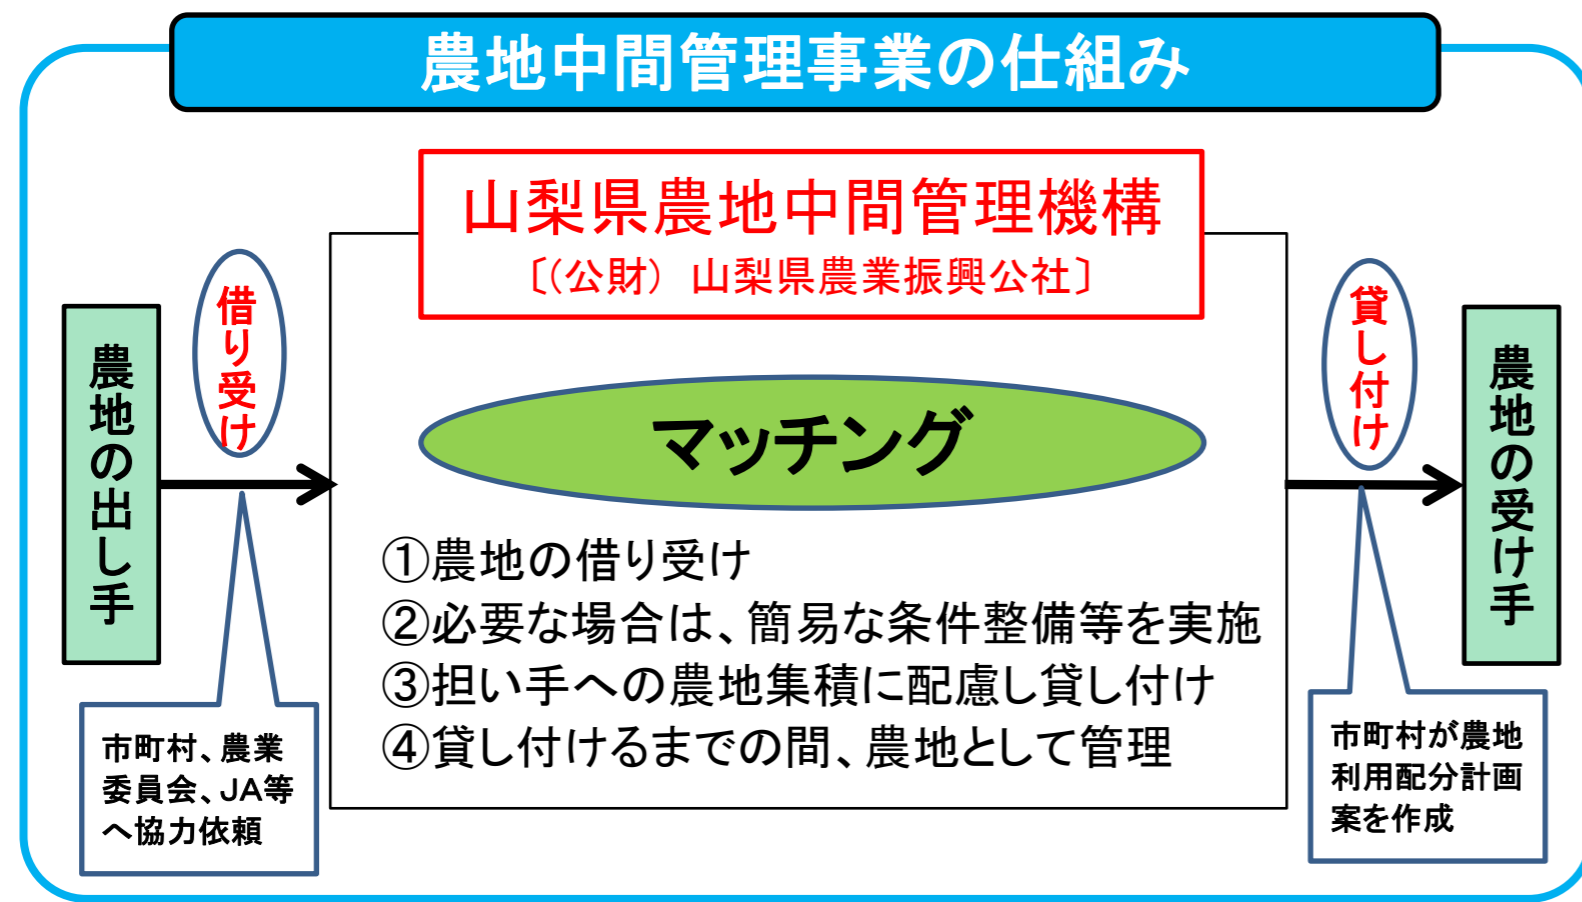 農地中間管理事業の仕組み
山梨県農地中間管理機構
〔(公財) 山梨県農業振興公社〕
農地の出し手
借り受け
マッチング
①農地の借り受け
②必要な場合は、簡易な条件整備等を実施
③担い手への農地集積に配慮し貸し付け
④貸し付けるまでの間、農地として管理
貸し付け
農地の受け手
市町村、農業
委員会、JA等
へ協力依頼
市町村が農地
利用配分計画
案を作成